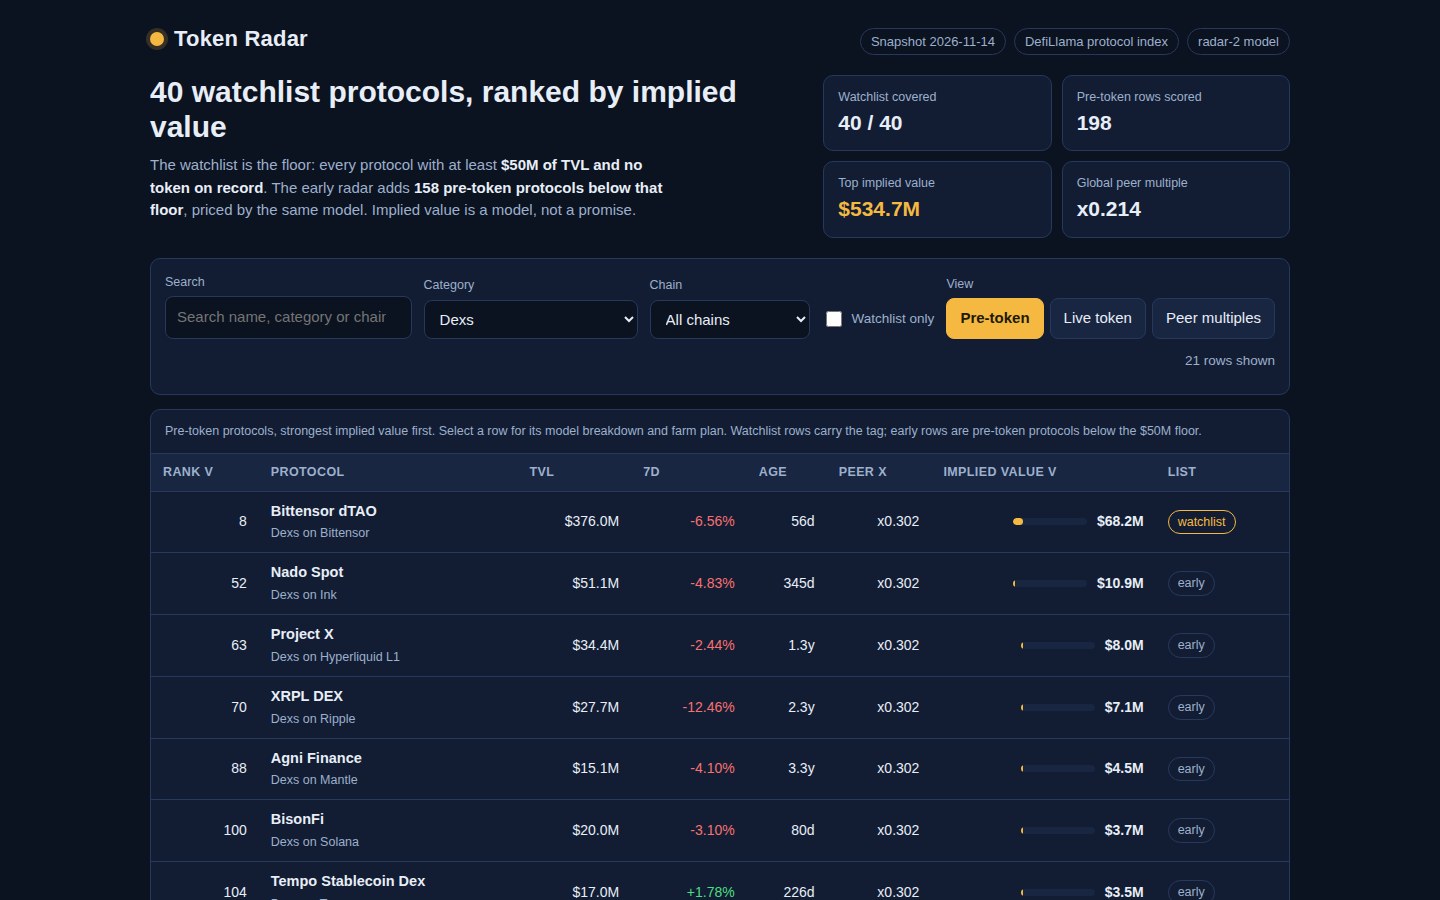 Token Radar
Snapshot 2026-11-14
DefiLlama protocol index
radar-2 model
40 watchlist protocols, ranked by implied
value
The watchlist is the floor: every protocol with at least $50M of TVL and no
token on record. The early radar adds 158 pre-token protocols below that
floor, priced by the same model. Implied value is a model, not a promise.
Watchlist covered
40 / 40
Pre-token rows scored
198
Top implied value
$534.7M
Global peer multiple
x0.214
Search
Search name, category or chain
Category
Dexs
Chain
All chains
Watchlist only
View
Pre-token
Live token
Peer multiples
21 rows shown
Pre-token protocols, strongest implied value first. Select a row for its model breakdown and farm plan. Watchlist rows carry the tag; early rows are pre-token protocols below the $50M floor.
RANK V PROTOCOL TVL 7D AGE PEER X IMPLIED VALUE V LIST
8 Bittensor dTAO $376.0M -6.56% 56d x0.302 $68.2M watchlist
Dexs on Bittensor
52 Nado Spot $51.1M -4.83% 345d x0.302 $10.9M early
Dexs on Ink
63 Project X $34.4M -2.44% 1.3y x0.302 $8.0M early
Dexs on Hyperliquid L1
70 XRPL DEX $27.7M -12.46% 2.3y x0.302 $7.1M early
Dexs on Ripple
88 Agni Finance $15.1M -4.10% 3.3y x0.302 $4.5M early
Dexs on Mantle
100 BisonFi $20.0M -3.10% 80d x0.302 $3.7M early
Dexs on Solana
104 Tempo Stablecoin Dex $17.0M +1.78% 226d x0.302 $3.5M early